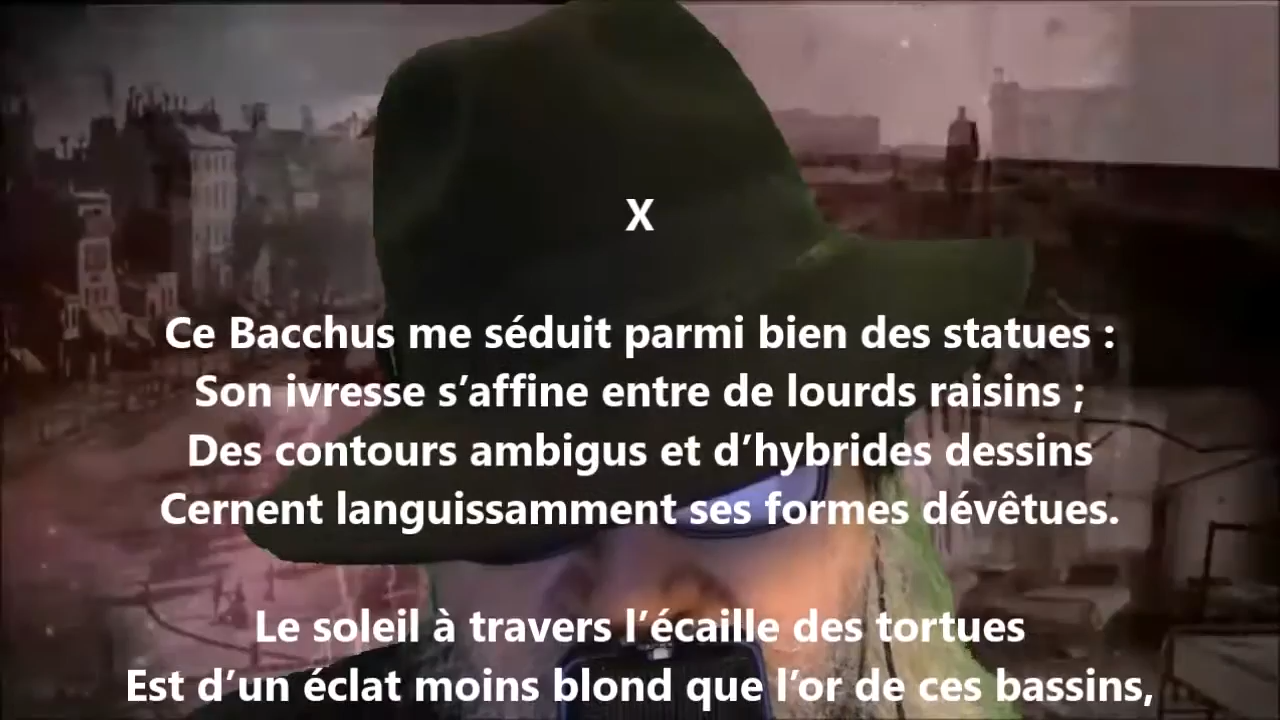 X
Ce Bacchus me séduit parmi bien des statues :
Son ivresse s’affine entre de lourds raisins ;
Des contours ambigus et d’hybrides dessins
Cernent languissamment ses formes dévêtues.
Le soleil à travers l’écaille des tortues
Est d’un éclat moins blond que l’or de ces bassins,